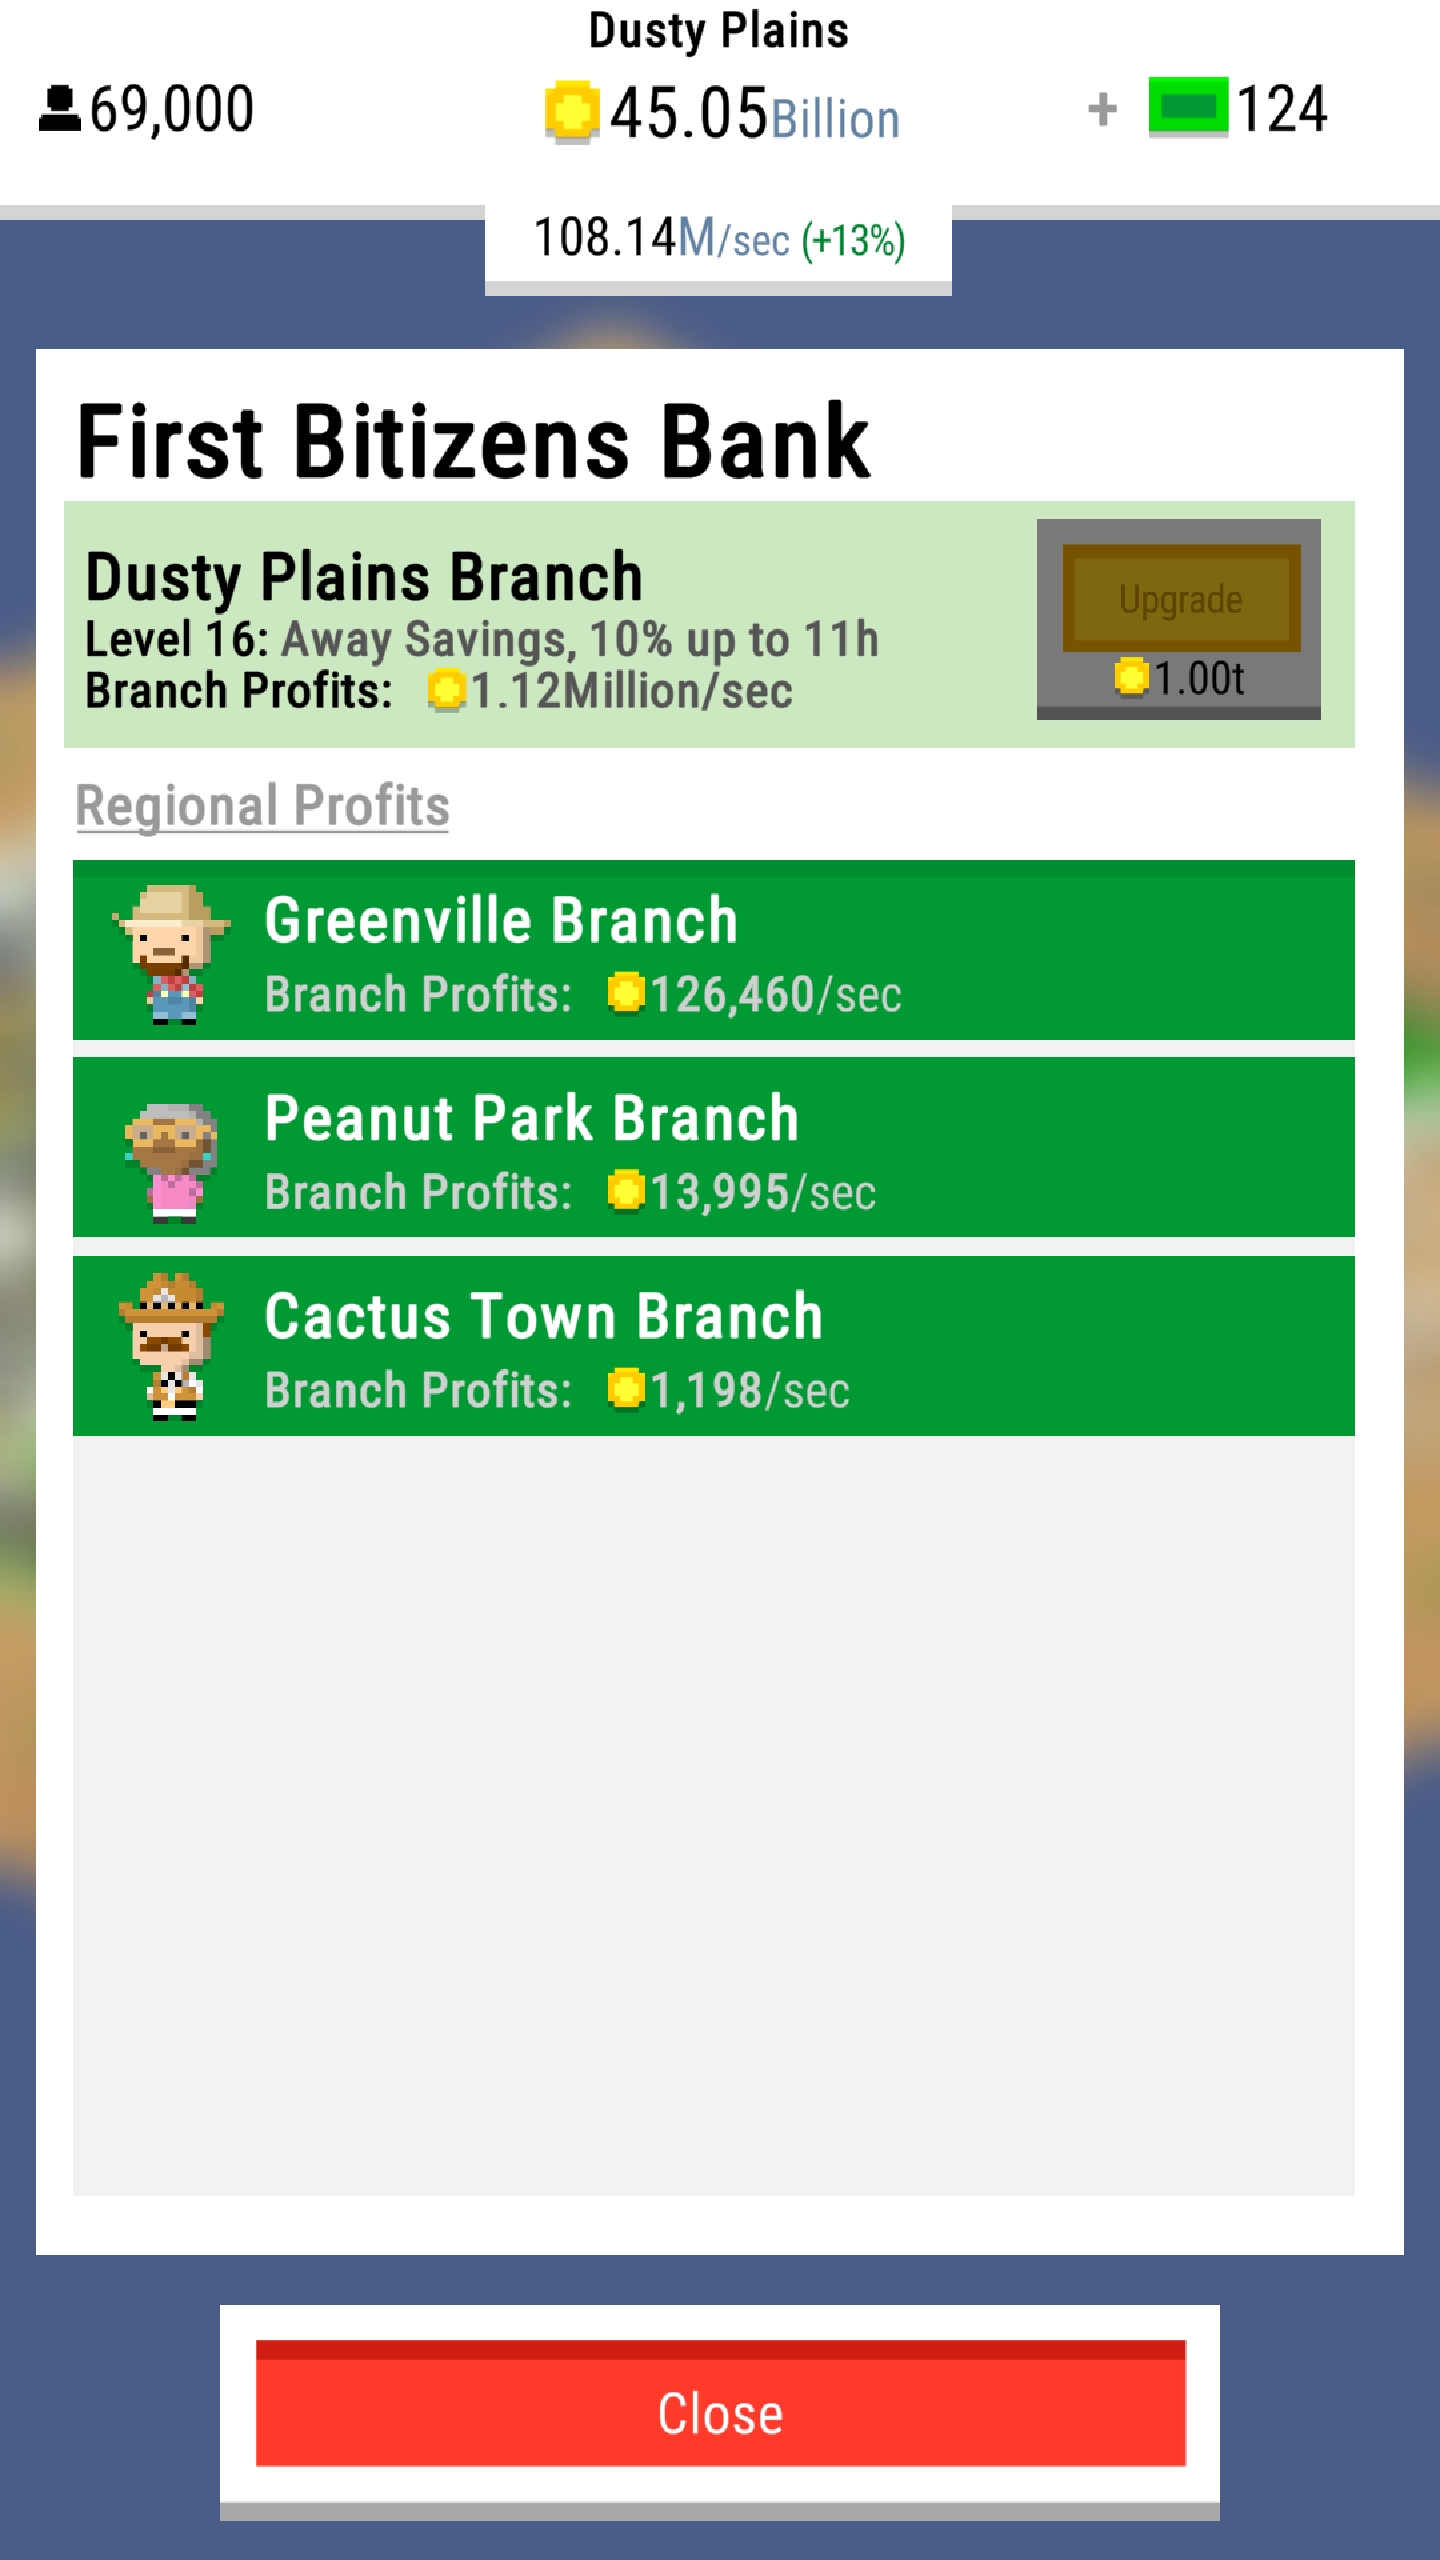 Dusty Plains
69,000
45.05Billion
+ 124
108.14M/sec (+13%)
First Bitizens Bank
Dusty Plains Branch
Level 16: Away Savings, 10% up to 11h
Branch Profits: 1.12Million/sec
Upgrade
1.00t
Regional Profits
Greenville Branch
Branch Profits: 126,460/sec
Peanut Park Branch
Branch Profits: 13,995/sec
Cactus Town Branch
Branch Profits: 1,198/sec
Close